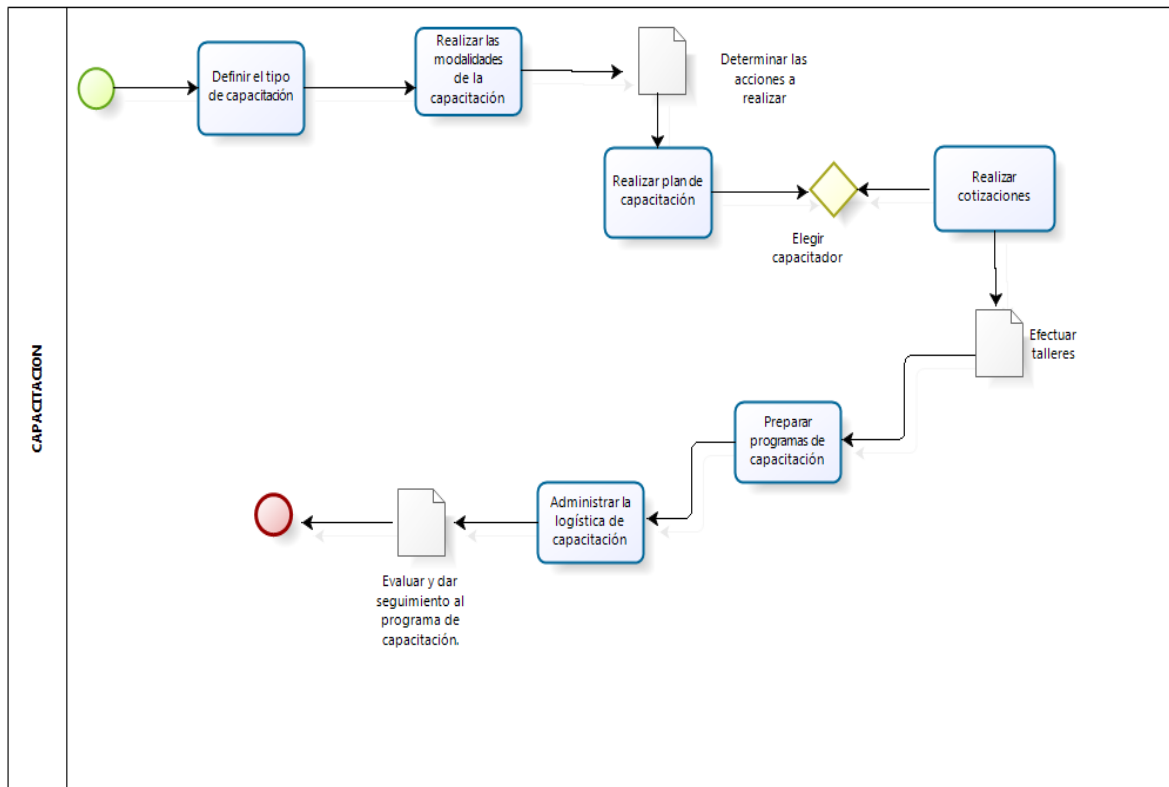 CAPACITACION
Definir el tipo
de capacitación
Realizar las
modalidades
de la
capacitación
Determinar las
acciones a
realizar
Realizar plan de
capacitación
Elegir
capacitador
Realizar
cotizaciones
Efectuar
talleres
Preparar
programas de
capacitación
Administrar la
logística de
capacitación
Evaluar y dar
seguimiento al
programa de
capacitación.